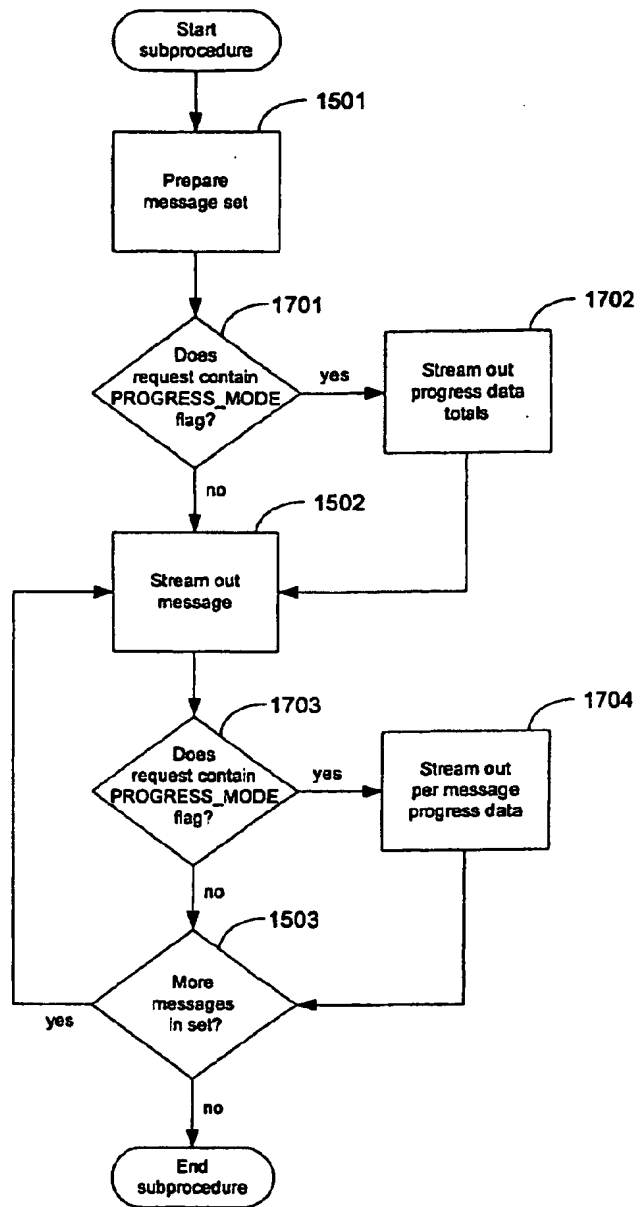 Start
subprocedure
1501
Prepare
message set
1701
Does
request contain
PROGRESS_MODE
flag?
yes
1702
Stream out
progress data
totals
no
1502
Stream out
message
1703
Does
request contain
PROGRESS_MODE
flag?
yes
1704
Stream out
per message
progress data
no
1503
More
messages
in set?
yes
no
End
subprocedure